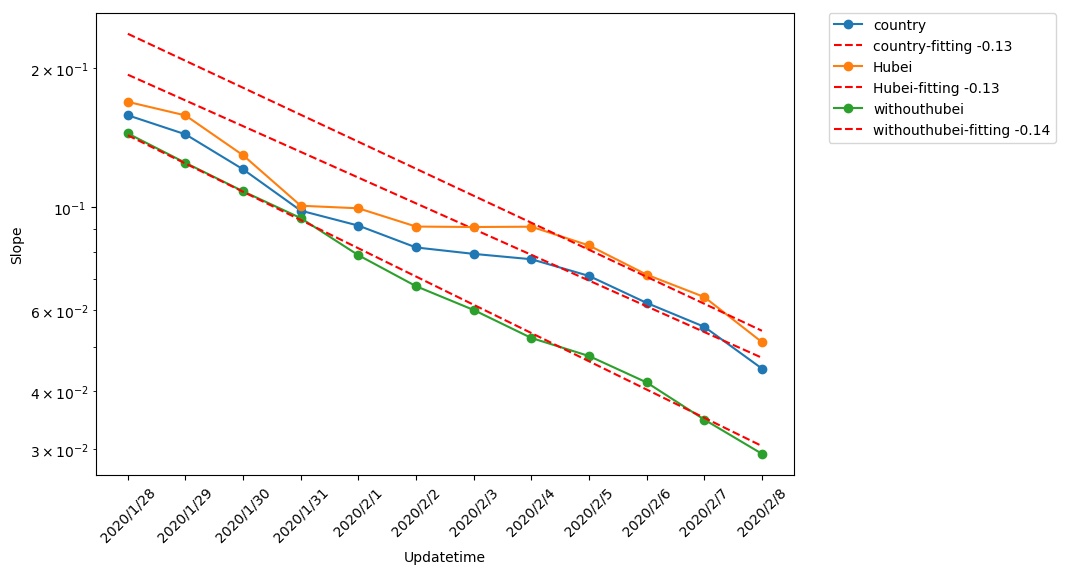 country
country-fitting -0.13
Hubei
Hubei-fitting -0.13
withouthubei
withouthubei-fitting -0.14
Slope
2 × 10⁻¹
10⁻¹
6 × 10⁻²
4 × 10⁻²
3 × 10⁻²
2020/1/28
2020/1/29
2020/1/30
2020/1/31
2020/2/1
2020/2/2
2020/2/3
2020/2/4
2020/2/5
2020/2/6
2020/2/7
2020/2/8
Updatetime